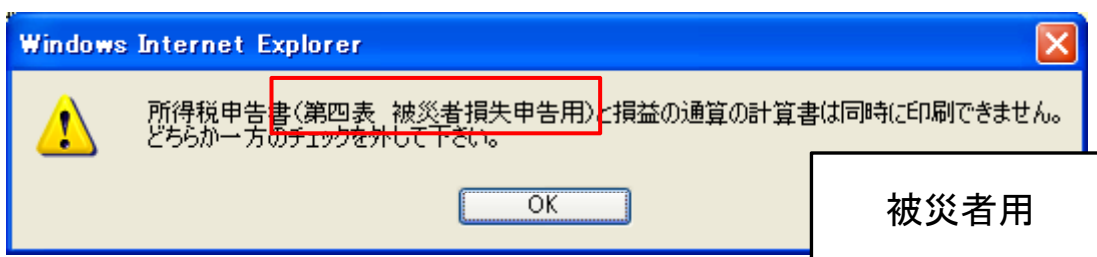 Windows Internet Explorer
所得税申告書(第四表 被災者損失申告用)と損益の通算の計算書は同時に印刷できません。
どちらか一方のチェックを外して下さい。
OK
被災者用